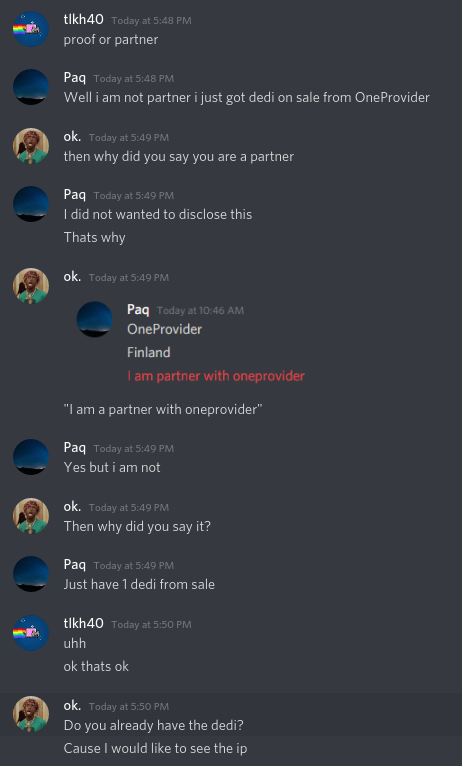 tlkh40 Today at 5:48 PM
proof or partner
Paq Today at 5:48 PM
Well i am not partner i just got dedi on sale from OneProvider
ok. Today at 5:49 PM
then why did you say you are a partner
Paq Today at 5:49 PM
I did not wanted to disclose this
Thats why
ok. Today at 5:49 PM
Paq Today at 10:46 AM
OneProvider
Finland
I am partner with oneprovider
"I am a partner with oneprovider"
Paq Today at 5:49 PM
Yes but i am not
ok. Today at 5:49 PM
Then why did you say it?
Paq Today at 5:49 PM
Just have 1 dedi from sale
tlkh40 Today at 5:50 PM
uhh
ok thats ok
ok. Today at 5:50 PM
Do you already have the dedi?
Cause I would like to see the ip